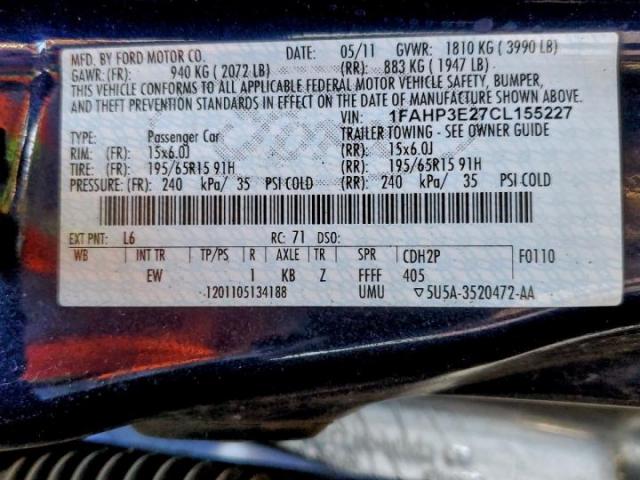 MFD. BY FORD MOTOR CO. DATE: 05/11 GVWR: 1810 KG ( 3990 LB)
GAWR: (FR) 940 KG ( 2072 LB) (RR): 883 KG ( 1947 LB)
THIS VEHICLE CONFORMS TO ALL APPLICABLE FEDERAL MOTOR VEHICLE SAFETY, BUMPER,
AND THEFT PREVENTION STANDARDS IN EFFECT ON THE DATE OF MANUFACTURE SHOWN ABOVE.
VIN: 1FAHP3E27CL155227
TYPE: Passenger Car TRAILER TOWING - SEE OWNER GUIDE
RIM: (FR): 15x6.0J (RR): 15x6.0J
TIRE: (FR): 195/65R15 91H (RR): 195/65R15 91H
PRESSURE: (FR): 240 kPa/ 35 PSI COLD (RR): 240 kPa/ 35 PSI COLD
EXT PNT: L6 RC: 71 DSO:
WB INT TR TP/PS R AXLE TR SPR CDH2P F0110
EW 1 KB Z FFFF 405
1201105134188 UMU ▽5U5A-3520472-AA